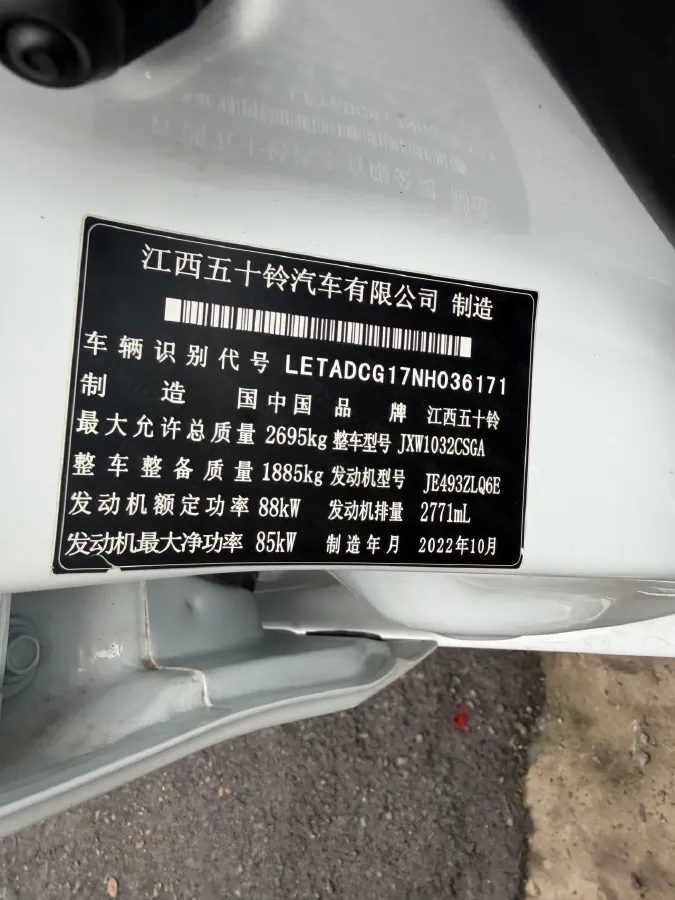 江西五十铃汽车有限公司 制造
车辆识别代号 LETADCG17NH036171
制造国 中国 品牌 江西五十铃
最大允许总质量 2695kg 整车型号 JXW1032CSGA
整车整备质量 1885kg 发动机型号 JE493ZLQ6E
发动机额定功率 88kW 发动机排量 2771mL
发动机最大净功率 85kW 制造年月 2022年10月